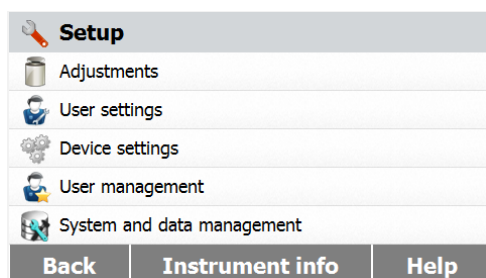 Setup
Adjustments
User settings
Device settings
User management
System and data management
Back Instrument info Help